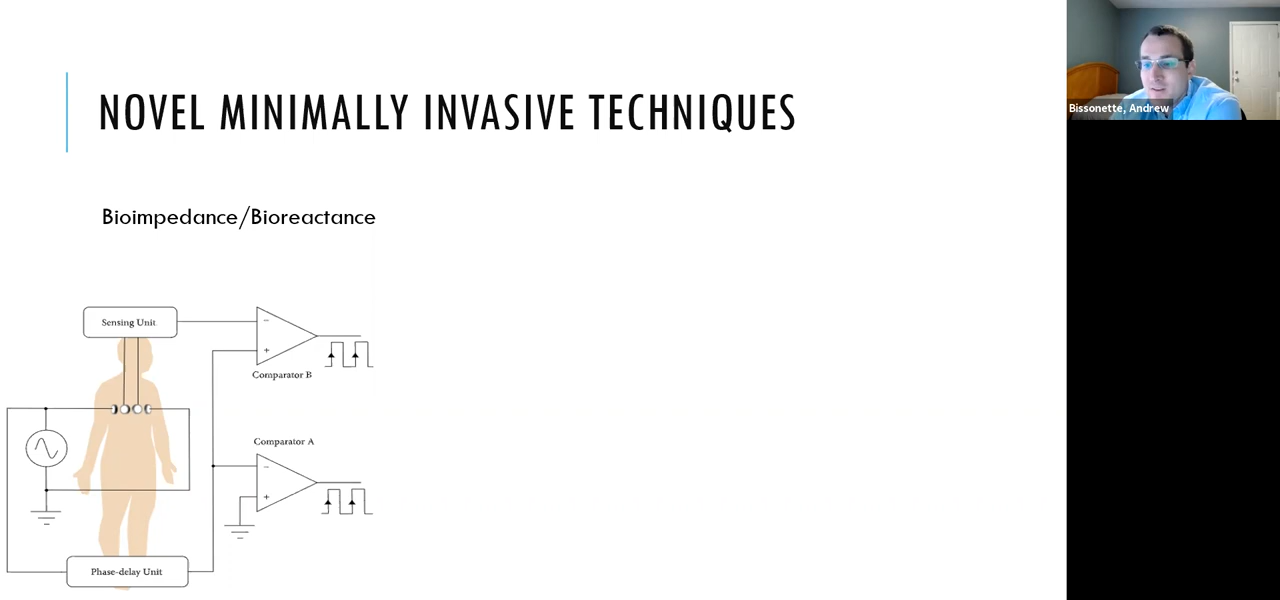 NOVEL MINIMALLY INVASIVE TECHNIQUES
Bissonette, Andrew
Bioimpedance/Bioreactance
Sensing Unit
Comparator B
Comparator A
Phase-delay Unit